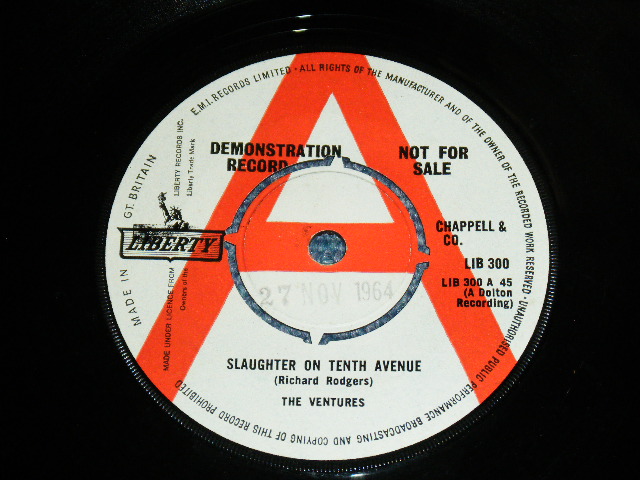 E.M.I. RECORDS LIMITED · ALL RIGHTS OF THE MANUFACTURER AND OF THE OWNER OF THE RECORDED WORK RESERVED · UNAUTHORISED PUBLIC PERFORMANCE BROADCASTING AND COPYING OF THIS RECORD PROHIBITED
MADE IN GT. BRITAIN
DEMONSTRATION
RECORD
NOT FOR
SALE
A
LIBERTY RECORDS INC.
Liberty Trade Mark
LIBERTY
MADE UNDER LICENCE FROM
Owners of the
CHAPPELL &
CO.
LIB 300
LIB 300 A 45
(A Dolton
Recording)
27 NOV 1964
SLAUGHTER ON TENTH AVENUE
(Richard Rodgers)
THE VENTURES